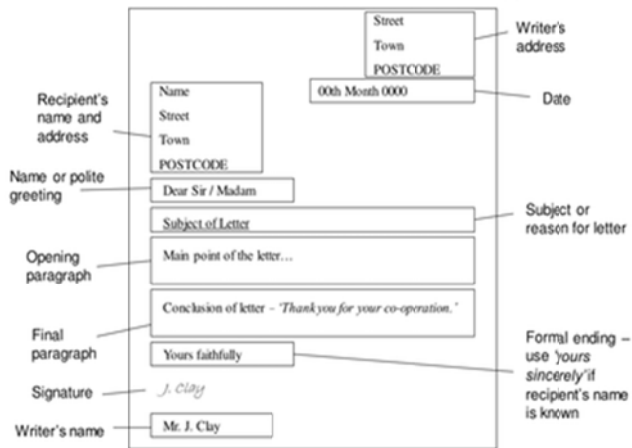 Street
Town
POSTCODE
Writer's
address
00th Month 0000
Date
Recipient's
name and
address
Name
Street
Town
POSTCODE
Name or polite
greeting
Dear Sir / Madam
Subject of Letter
Subject or
reason for letter
Opening
paragraph
Main point of the letter…
Final
paragraph
Conclusion of letter – 'Thank you for your co-operation.'
Yours faithfully
Formal ending –
use 'yours
sincerely' if
recipient's name
is known
Signature
J. Clay
Writer's name
Mr. J. Clay